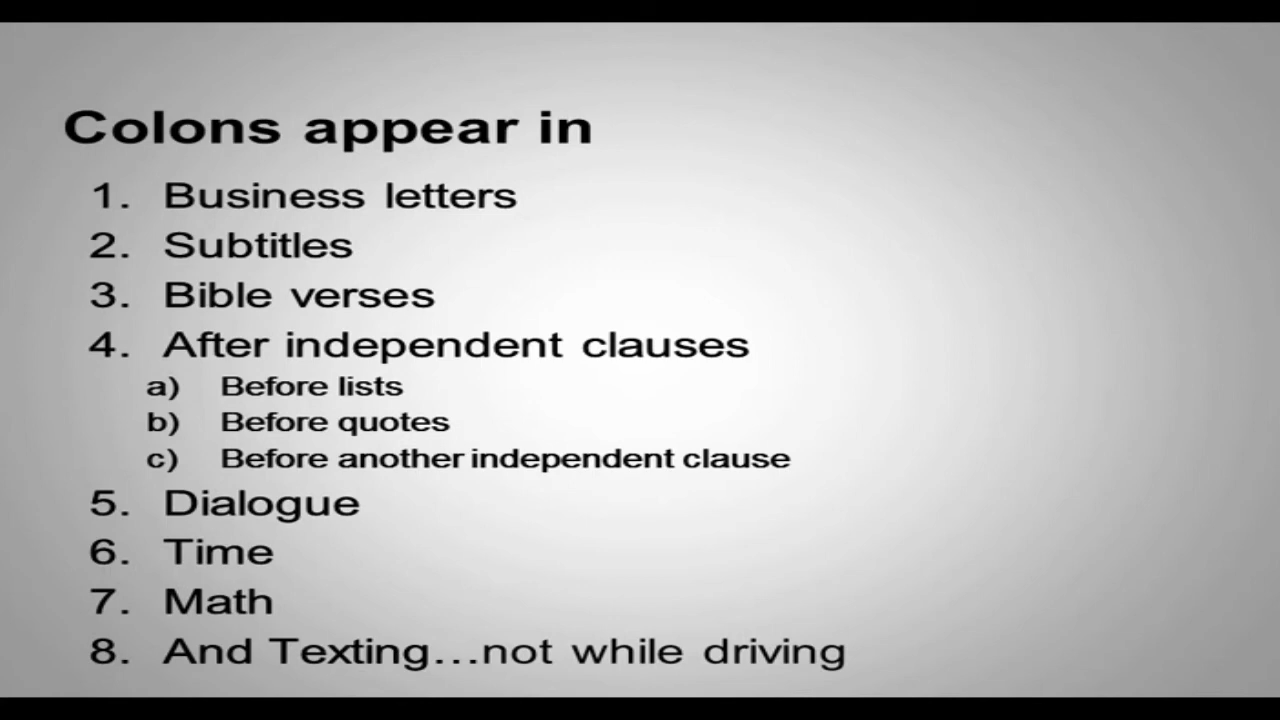 Colons appear in
1. Business letters
2. Subtitles
3. Bible verses
4. After independent clauses
a) Before lists
b) Before quotes
c) Before another independent clause
5. Dialogue
6. Time
7. Math
8. And Texting…not while driving